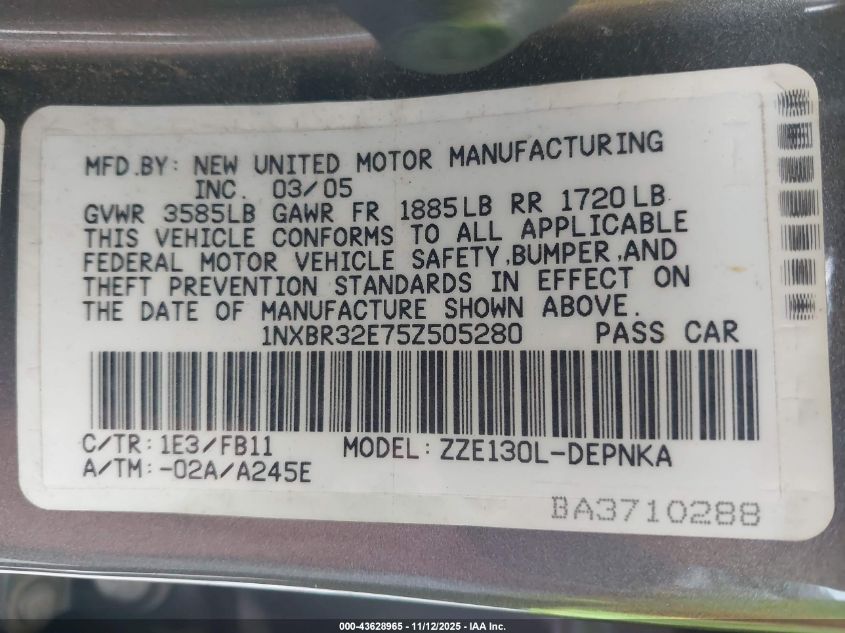 MFD.BY: NEW UNITED MOTOR MANUFACTURING
INC. 03/05
GVWR 3585LB GAWR FR 1885LB RR 1720LB
THIS VEHICLE CONFORMS TO ALL APPLICABLE
FEDERAL MOTOR VEHICLE SAFETY,BUMPER,AND
THEFT PREVENTION STANDARDS IN EFFECT ON
THE DATE OF MANUFACTURE SHOWN ABOVE.
1NXBR32E75Z505280 PASS CAR
C/TR: 1E3/FB11 MODEL: ZZE130L-DEPNKA
A/TM: -02A/A245E
BA3710288
000-43628965 - 11/12/2025 - IAA Inc.